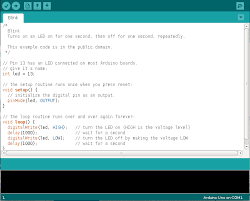 Blink
/*
  Blink
  Turns on an LED on for one second, then off for one second, repeatedly.

  This example code is in the public domain.
 */

// Pin 13 has an LED connected on most Arduino boards.
// give it a name:
int led = 13;

// the setup routine runs once when you press reset:
void setup() {
  // initialize the digital pin as an output.
  pinMode(led, OUTPUT);
}

// the loop routine runs over and over again forever:
void loop() {
  digitalWrite(led, HIGH);   // turn the LED on (HIGH is the voltage level)
  delay(1000);               // wait for a second
  digitalWrite(led, LOW);    // turn the LED off by making the voltage LOW
  delay(1000);               // wait for a second
1
Arduino Uno on COM1